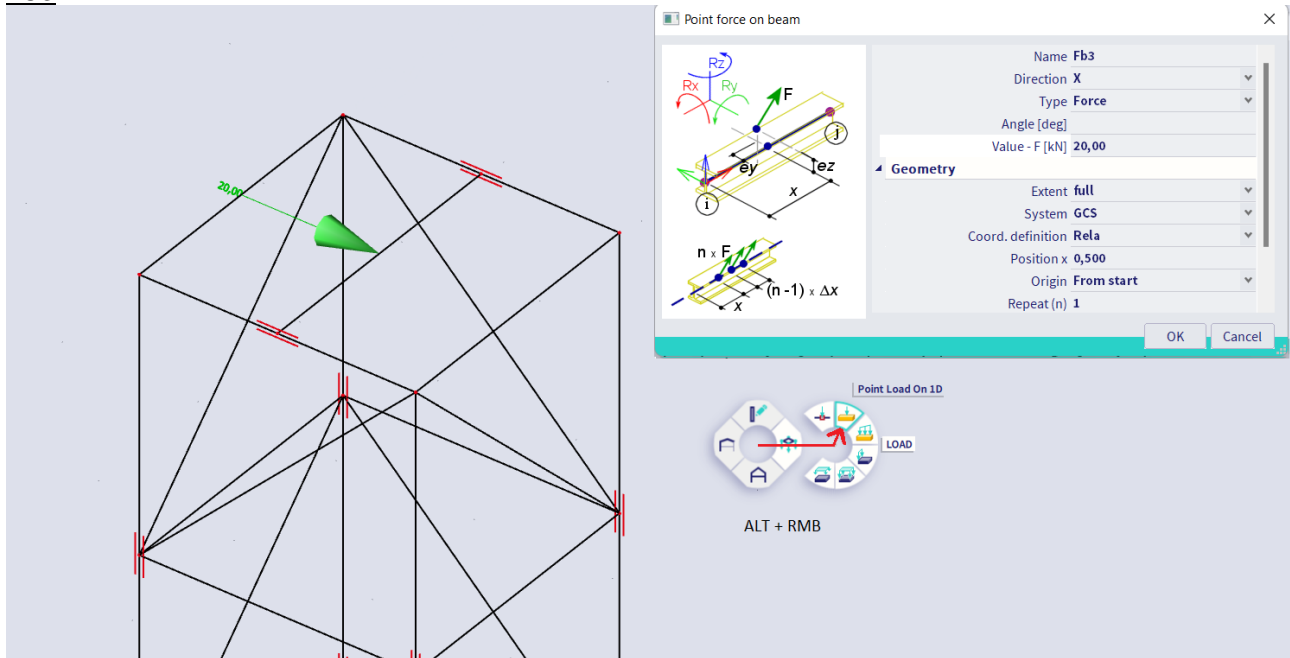 Point force on beam
20,00
Rz
Rx
Ry
F
j
ey
ez
x
i
n x F
(n -1) x Δx
x
Name Fb3
Direction X
Type Force
Angle [deg]
Value - F [kN] 20,00
Geometry
Extent full
System GCS
Coord. definition Rela
Position x 0,500
Origin From start
Repeat (n) 1
OK Cancel
Point Load On 1D
LOAD
ALT + RMB